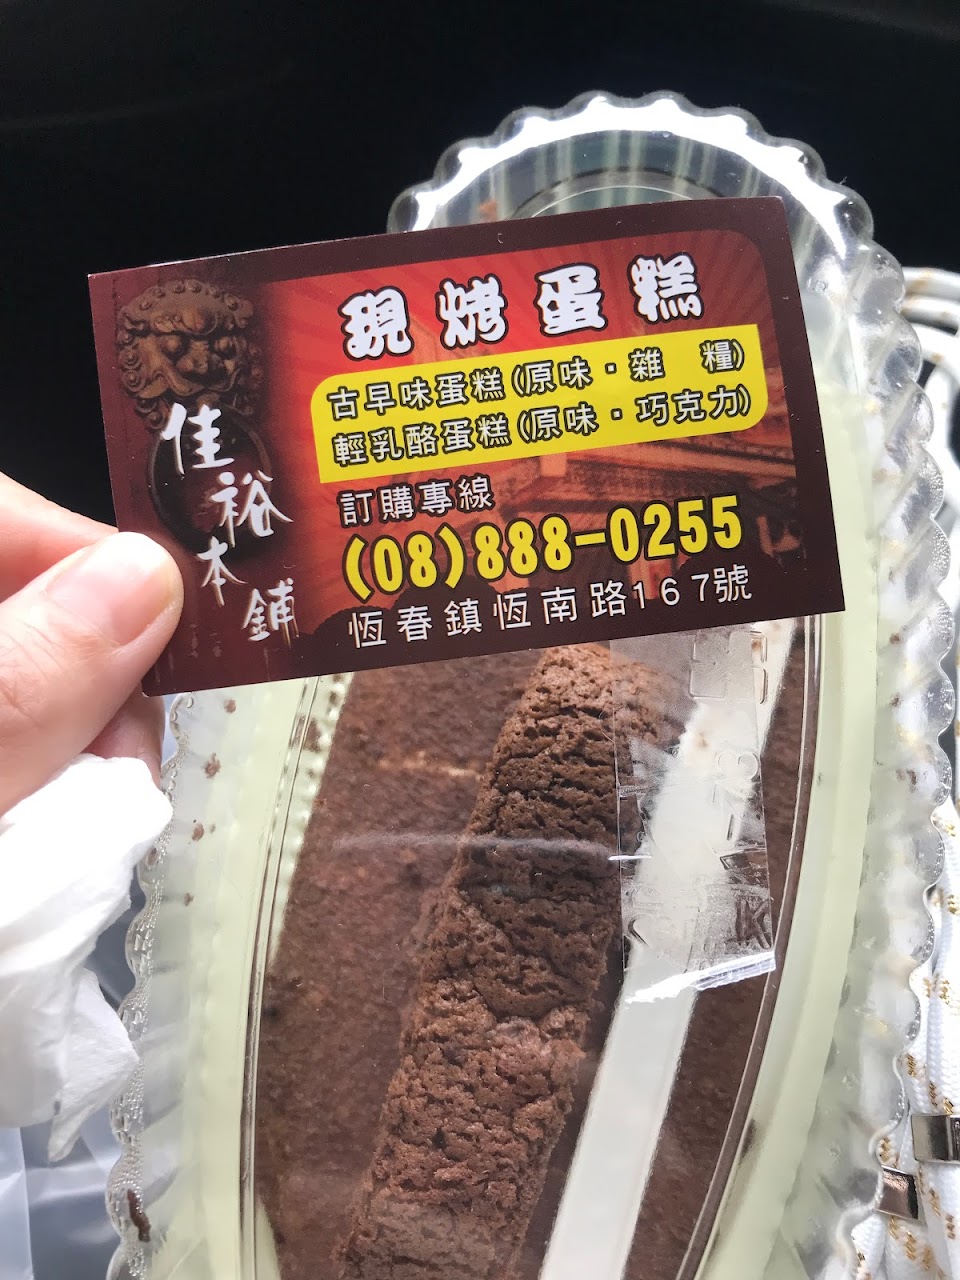 現烤蛋糕
古早味蛋糕(原味·雜 糧)
輕乳酪蛋糕(原味·巧克力)
訂購專線
(08)888-0255
恆春鎮恆南路167號
佳裕本鋪